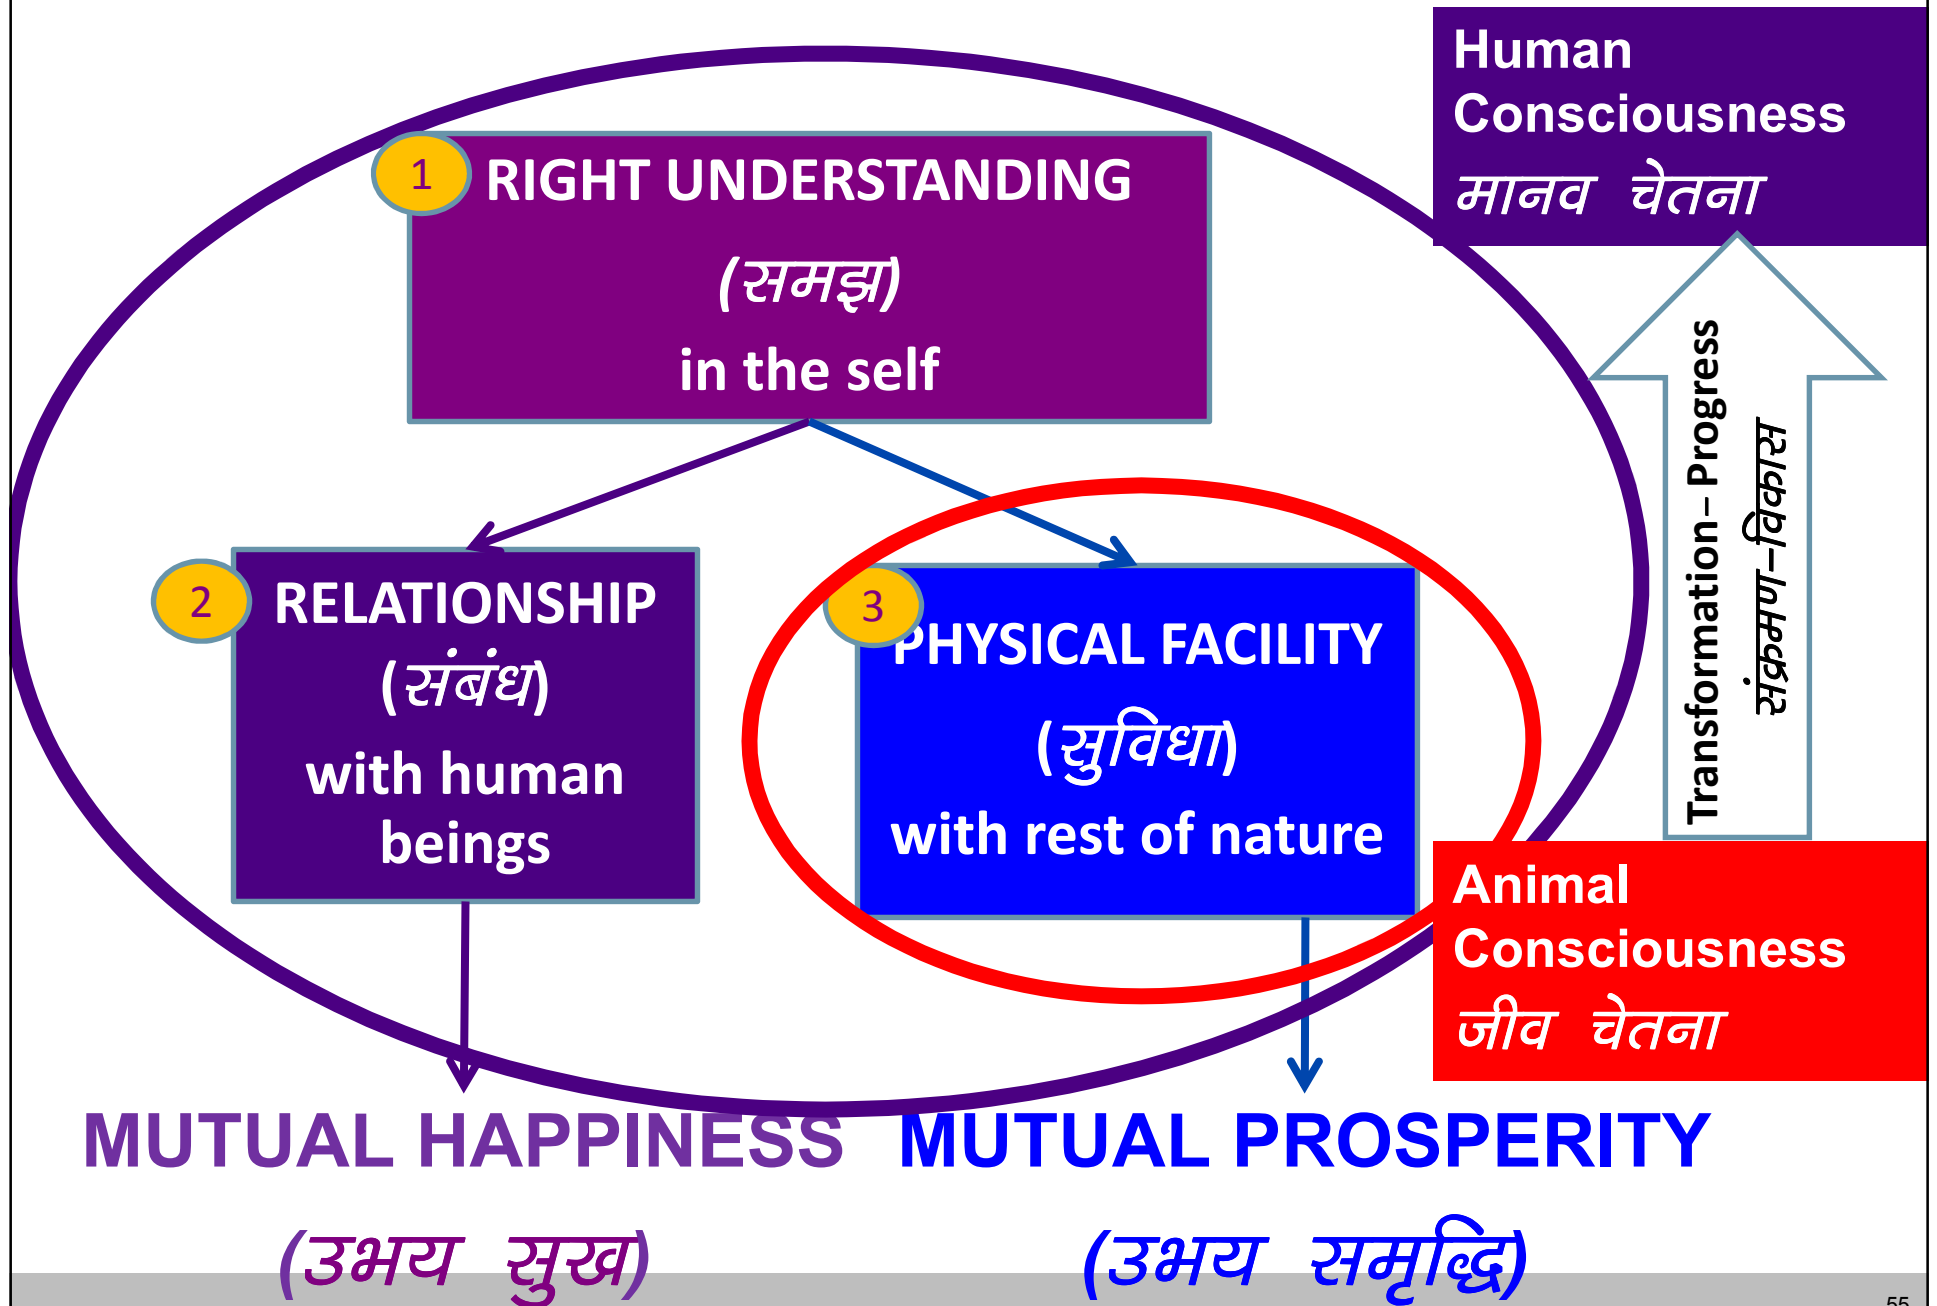 Human
Consciousness
मानव चेतना
1
RIGHT UNDERSTANDING
(समझ)
in the self
Transformation– Progress
संक्रमण–विकास
2
RELATIONSHIP
(संबंध)
with human
beings
3
PHYSICAL FACILITY
(सुविधा)
with rest of nature
Animal
Consciousness
जीव चेतना
MUTUAL HAPPINESS
(उभय सुख)
MUTUAL PROSPERITY
(उभय समृद्धि)
55